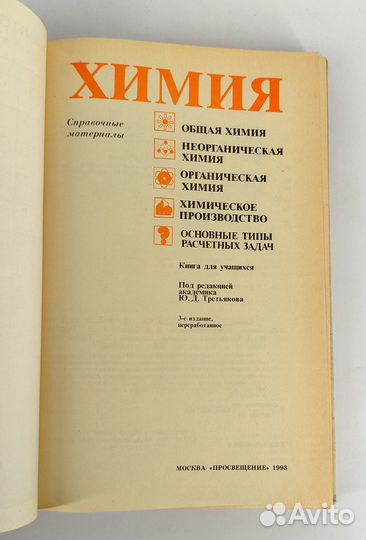 ХИМИЯ
Справочные
материалы
ОБЩАЯ ХИМИЯ
НЕОРГАНИЧЕСКАЯ
ХИМИЯ
ОРГАНИЧЕСКАЯ
ХИМИЯ
ХИМИЧЕСКОЕ
ПРОИЗВОДСТВО
ОСНОВНЫЕ ТИПЫ
РАСЧЕТНЫХ ЗАДАЧ
Книга для учащихся
Под редакцией
академика
Ю. Д. Третьякова
3-е издание,
переработанное
МОСКВА «ПРОСВЕЩЕНИЕ» 1993
Avito